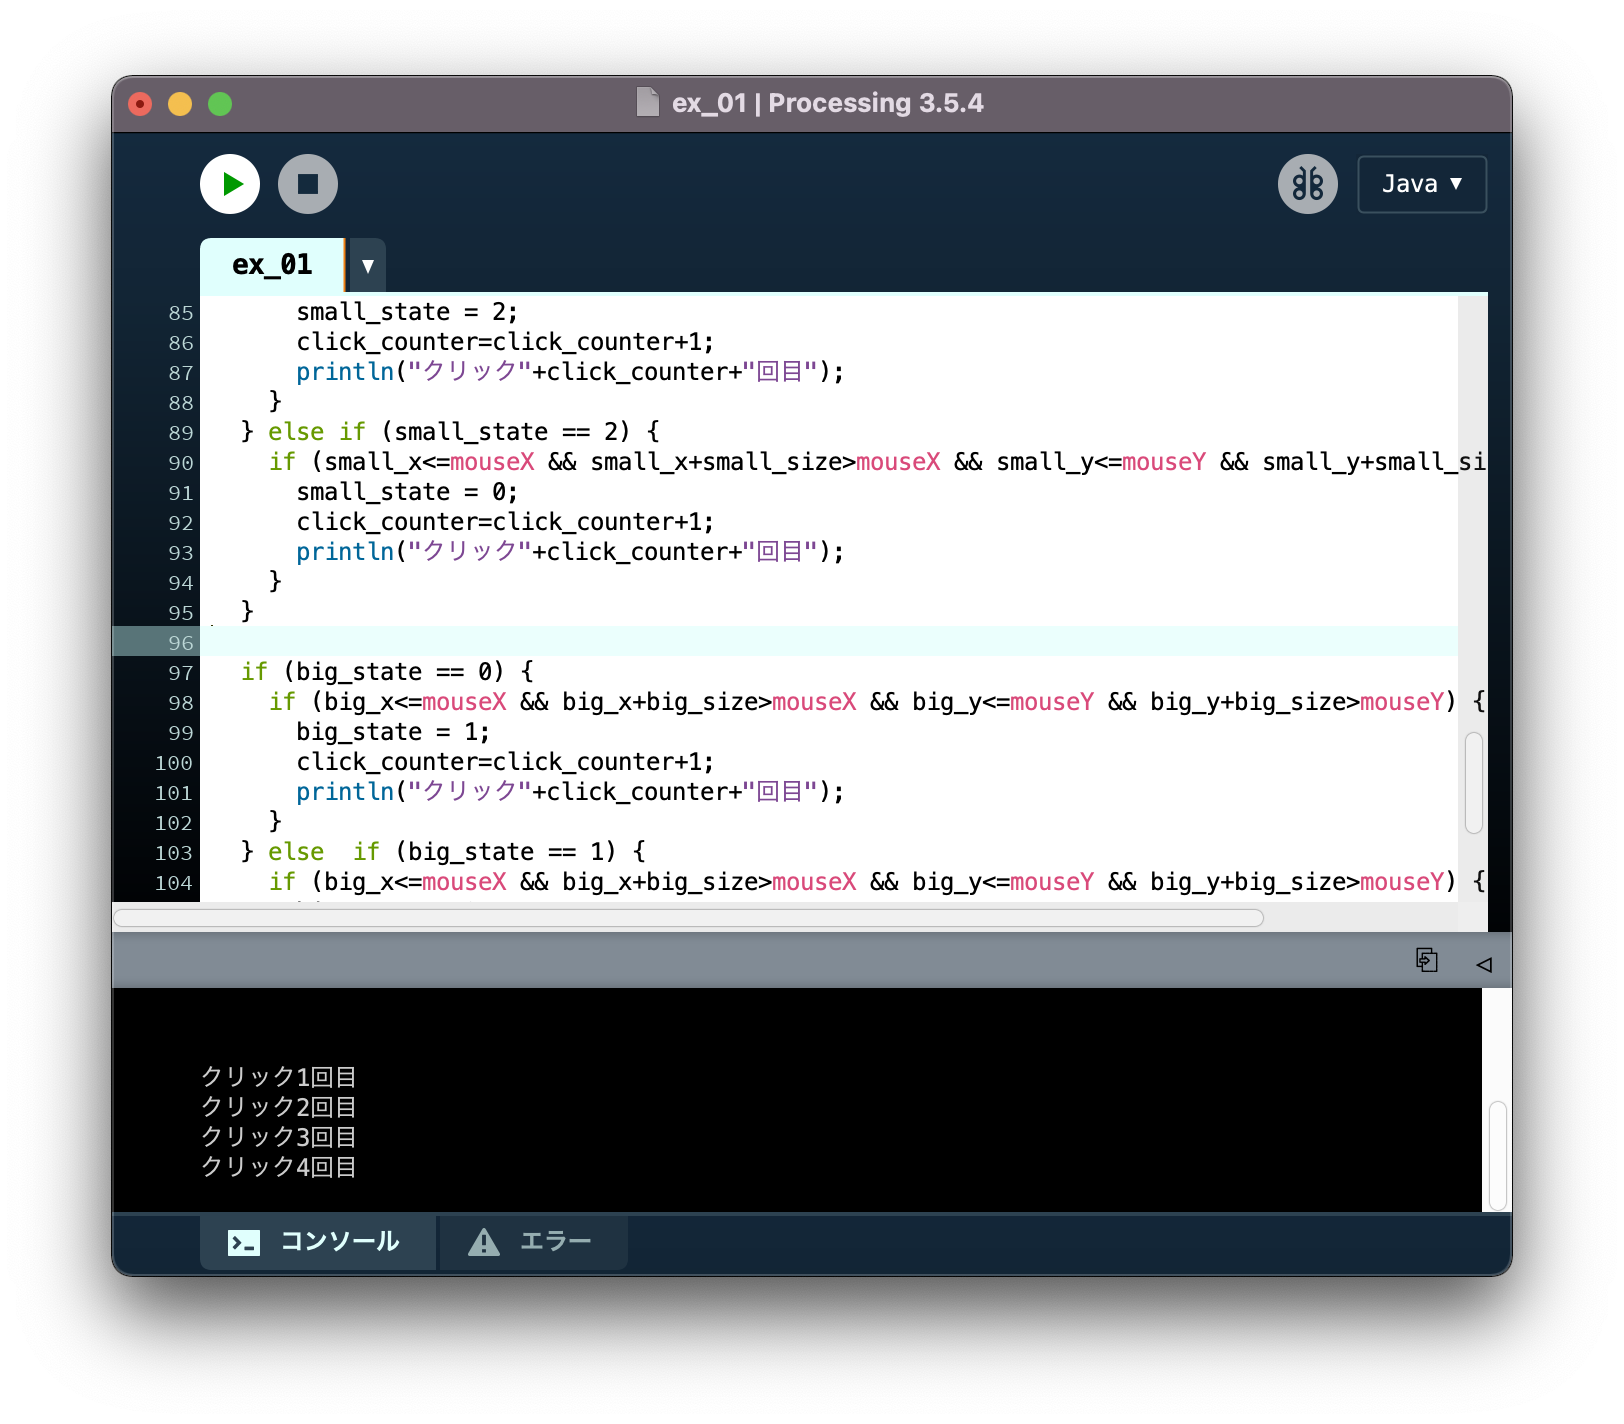 ex_01 | Processing 3.5.4
Java ▼
ex_01 ▼
85 small_state = 2;
86 click_counter=click_counter+1;
87 println("クリック"+click_counter+"回目");
88 }
89 } else if (small_state == 2) {
90 if (small_x<=mouseX && small_x+small_size>mouseX && small_y<=mouseY && small_y+small_si
91 small_state = 0;
92 click_counter=click_counter+1;
93 println("クリック"+click_counter+"回目");
94 }
95 }
96
97 if (big_state == 0) {
98 if (big_x<=mouseX && big_x+big_size>mouseX && big_y<=mouseY && big_y+big_size>mouseY) {
99 big_state = 1;
100 click_counter=click_counter+1;
101 println("クリック"+click_counter+"回目");
102 }
103 } else  if (big_state == 1) {
104 if (big_x<=mouseX && big_x+big_size>mouseX && big_y<=mouseY && big_y+big_size>mouseY) {
クリック1回目
クリック2回目
クリック3回目
クリック4回目
コンソール エラー